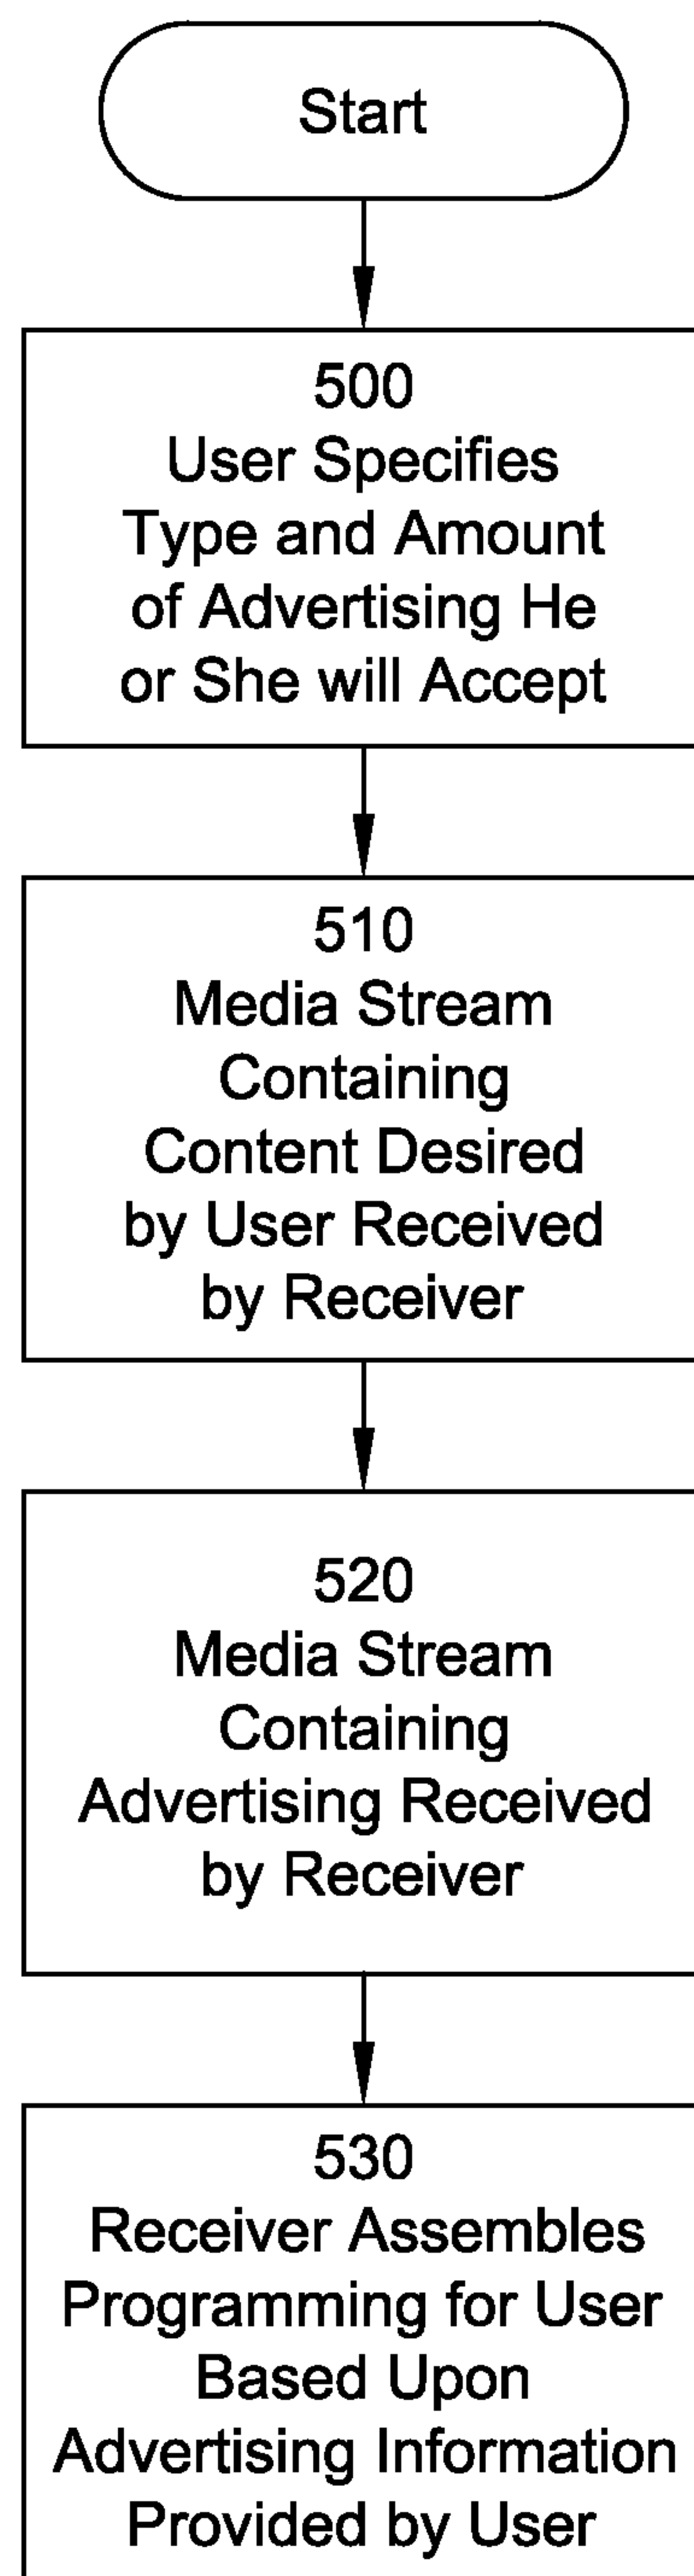 Start
500
User Specifies
Type and Amount
of Advertising He
or She will Accept
510
Media Stream
Containing
Content Desired
by User Received
by Receiver
520
Media Stream
Containing
Advertising Received
by Receiver
530
Receiver Assembles
Programming for User
Based Upon
Advertising Information
Provided by User